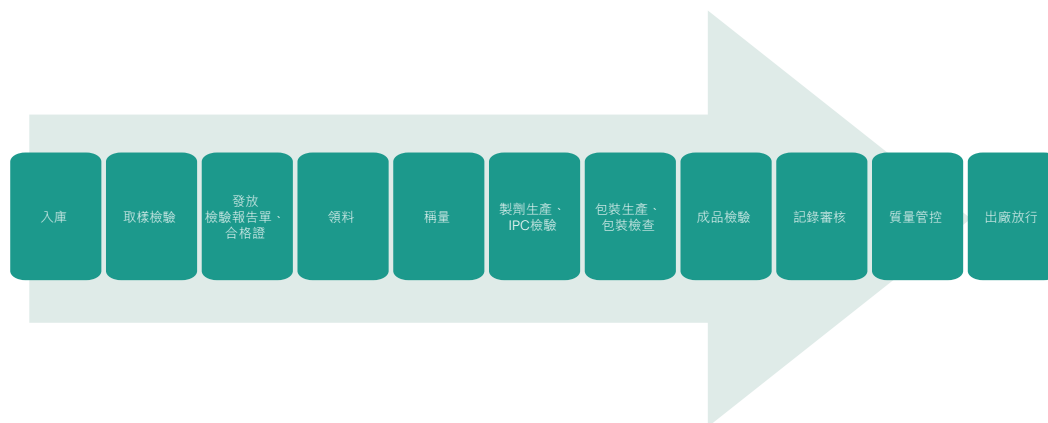 入庫
取樣檢驗
發放
檢驗報告單、
合格證
領料
稱量
製劑生產、
IPC檢驗
包裝生產、
包裝檢查
成品檢驗
記錄審核
質量管控
出廠放行